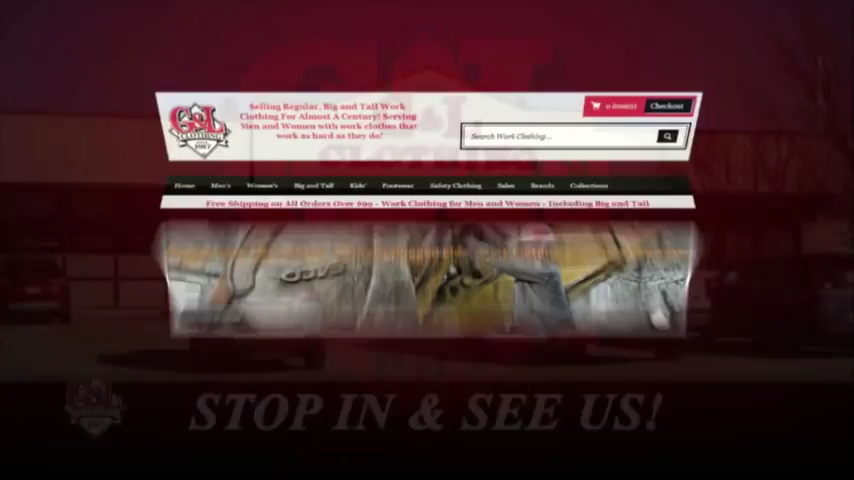 Selling Regular, Big and Tall Work
Clothing For Almost A Century! Serving
Men and Women with work clothes that
work as hard as they do!
0 item(s)
Checkout
G&L
CLOTHING
1917
Search Work Clothing...
Home Men's Women's Big and Tall Kids' Footwear Safety Clothing Sales Brands Collections
Free Shipping on All Orders Over $99 - Work Clothing for Men and Women - Including Big and Tall
STOP IN & SEE US!
G&L